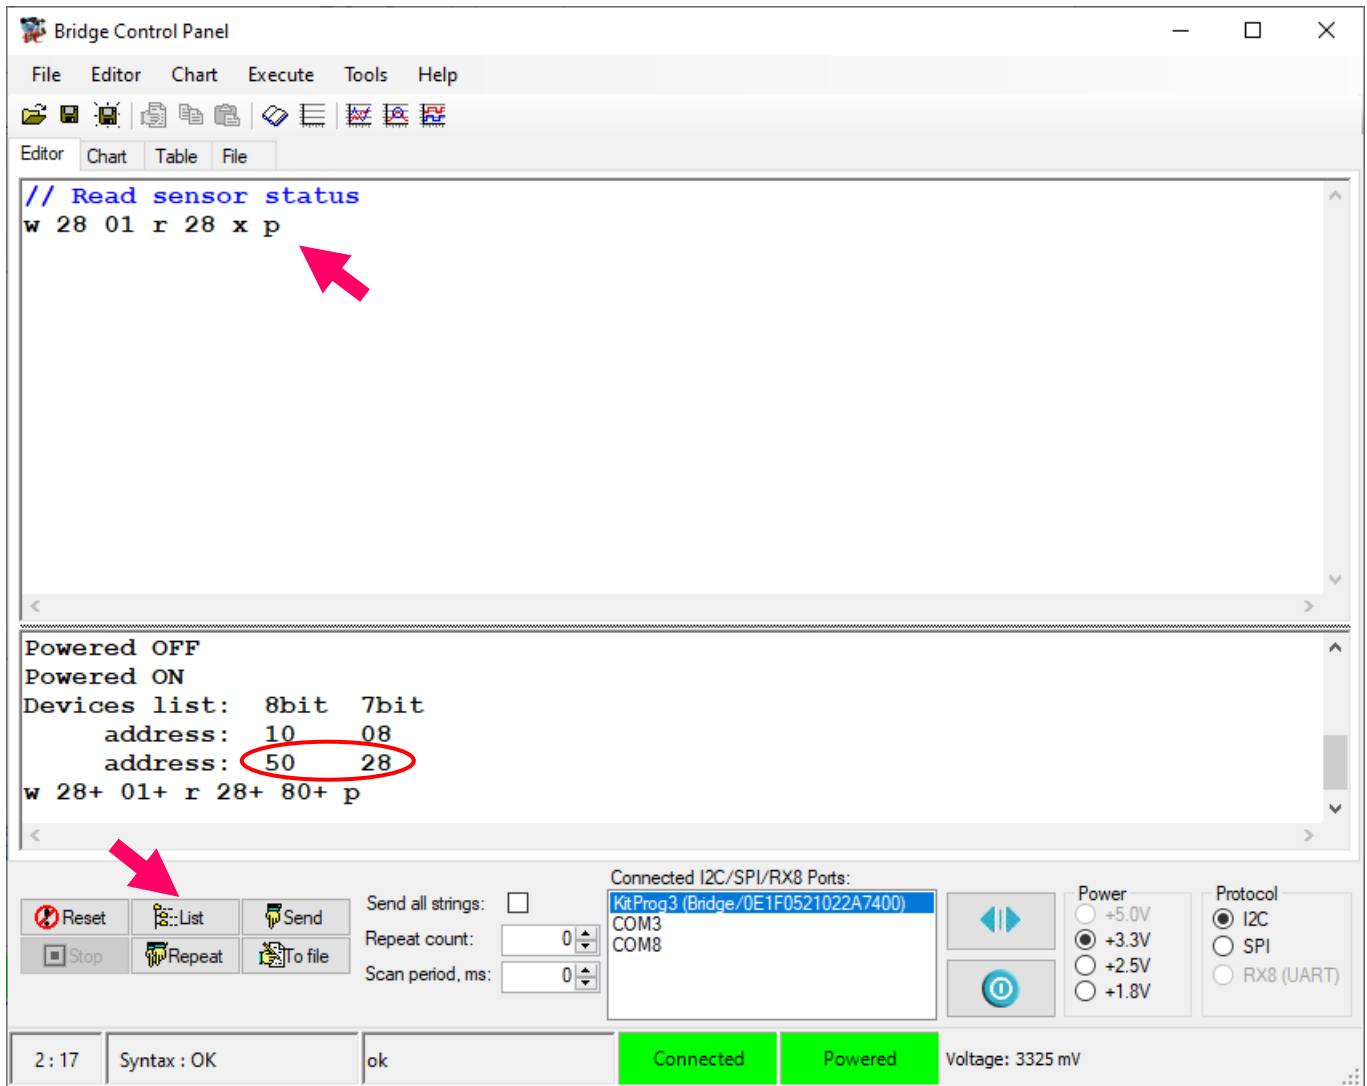 Bridge Control Panel
File Editor Chart Execute Tools Help
Editor Chart Table File
// Read sensor status
w 28 01 r 28 x p
Powered OFF
Powered ON
Devices list: 8bit 7bit
address: 10 08
address: 50 28
w 28+ 01+ r 28+ 80+ p
Reset List Send
Stop Repeat To file
Send all strings:
Repeat count: 0
Scan period, ms: 0
Connected I2C/SPI/RX8 Ports:
KitProg3 (Bridge/0E1F0521022A7400)
COM3
COM8
Power
+5.0V
+3.3V
+2.5V
+1.8V
Protocol
I2C
SPI
RX8 (UART)
2 : 17 Syntax : OK ok Connected Powered Voltage: 3325 mV